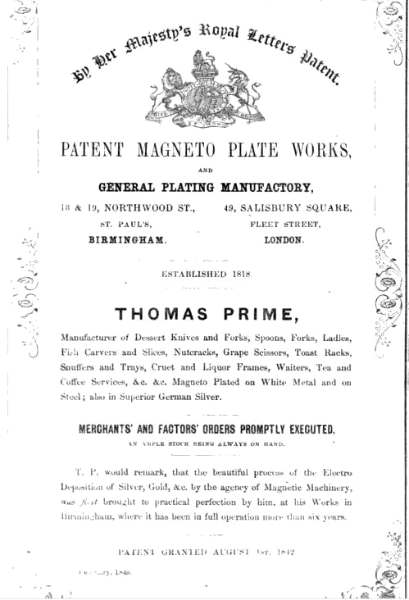 By Her Majesty's Royal Letters Patent.
PATENT MAGNETO PLATE WORKS,
AND
GENERAL PLATING MANUFACTORY,
18 & 19, NORTHWOOD ST., 49, SALISBURY SQUARE,
ST. PAUL'S, FLEET STREET,
BIRMINGHAM. LONDON.
ESTABLISHED 1818
THOMAS PRIME,
Manufacturer of Dessert Knives and Forks, Spoons, Forks, Ladles,
Fish Carvers and Slices, Nutcracks, Grape Scissors, Toast Racks,
Snuffers and Trays, Cruet and Liquor Frames, Waiters, Tea and
Coffee Services, &c. &c. Magneto Plated on White Metal and on
Steel; also in Superior German Silver.
MERCHANTS' AND FACTORS' ORDERS PROMPTLY EXECUTED.
AN AMPLE STOCK BEING ALWAYS ON HAND.
T. P. would remark, that the beautiful process of the Electro
Deposition of Silver, Gold, &c. by the agency of Magnetic Machinery,
was first brought to practical perfection by him, at his Works in
Birmingham, where it has been in full operation more than six years.
PATENT GRANTED AUGUST 1ST, 1842